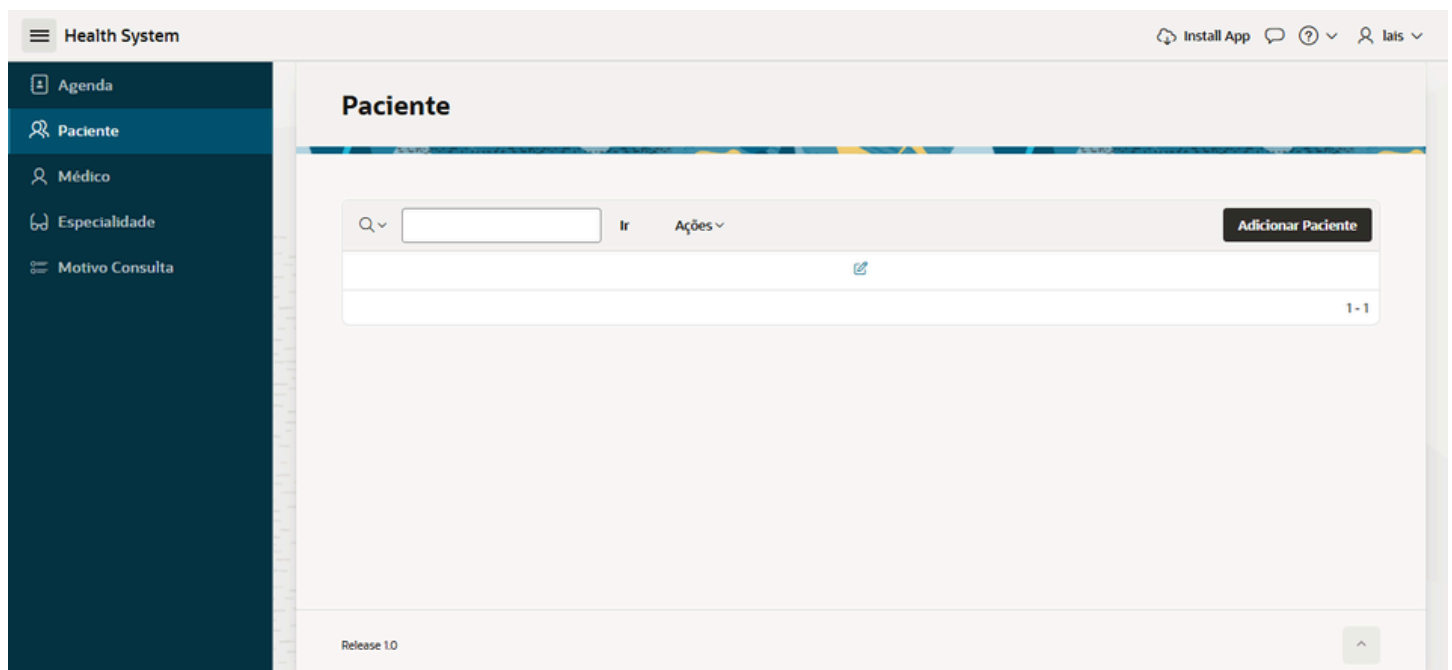 Health System
Install App
lais
Agenda
Paciente
Médico
Especialidade
Motivo Consulta
Paciente
Ir
Ações
Adicionar Paciente
1 - 1
Release 1.0